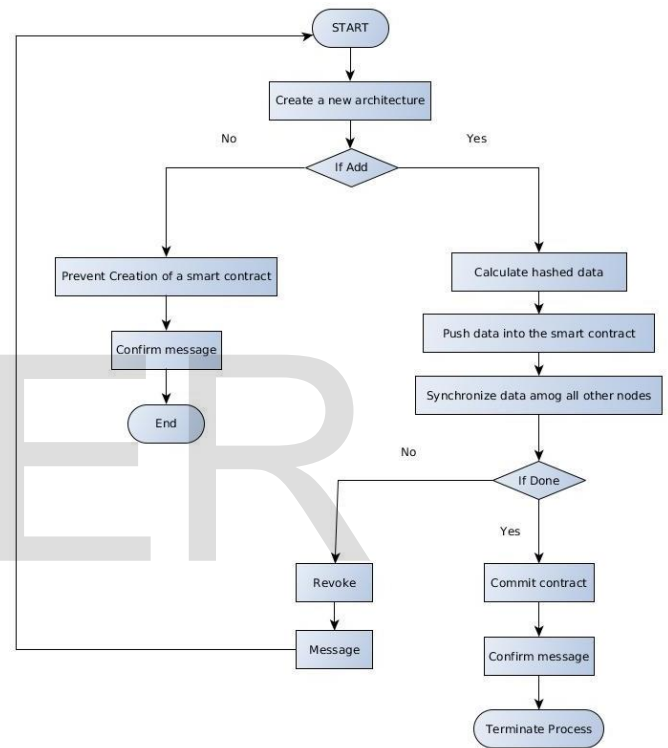 START
Create a new architecture
No
Yes
If Add
Prevent Creation of a smart contract
Calculate hashed data
Push data into the smart contract
Confirm message
Synchronize data amog all other nodes
End
No
If Done
Yes
Revoke
Commit contract
Message
Confirm message
Terminate Process
ER